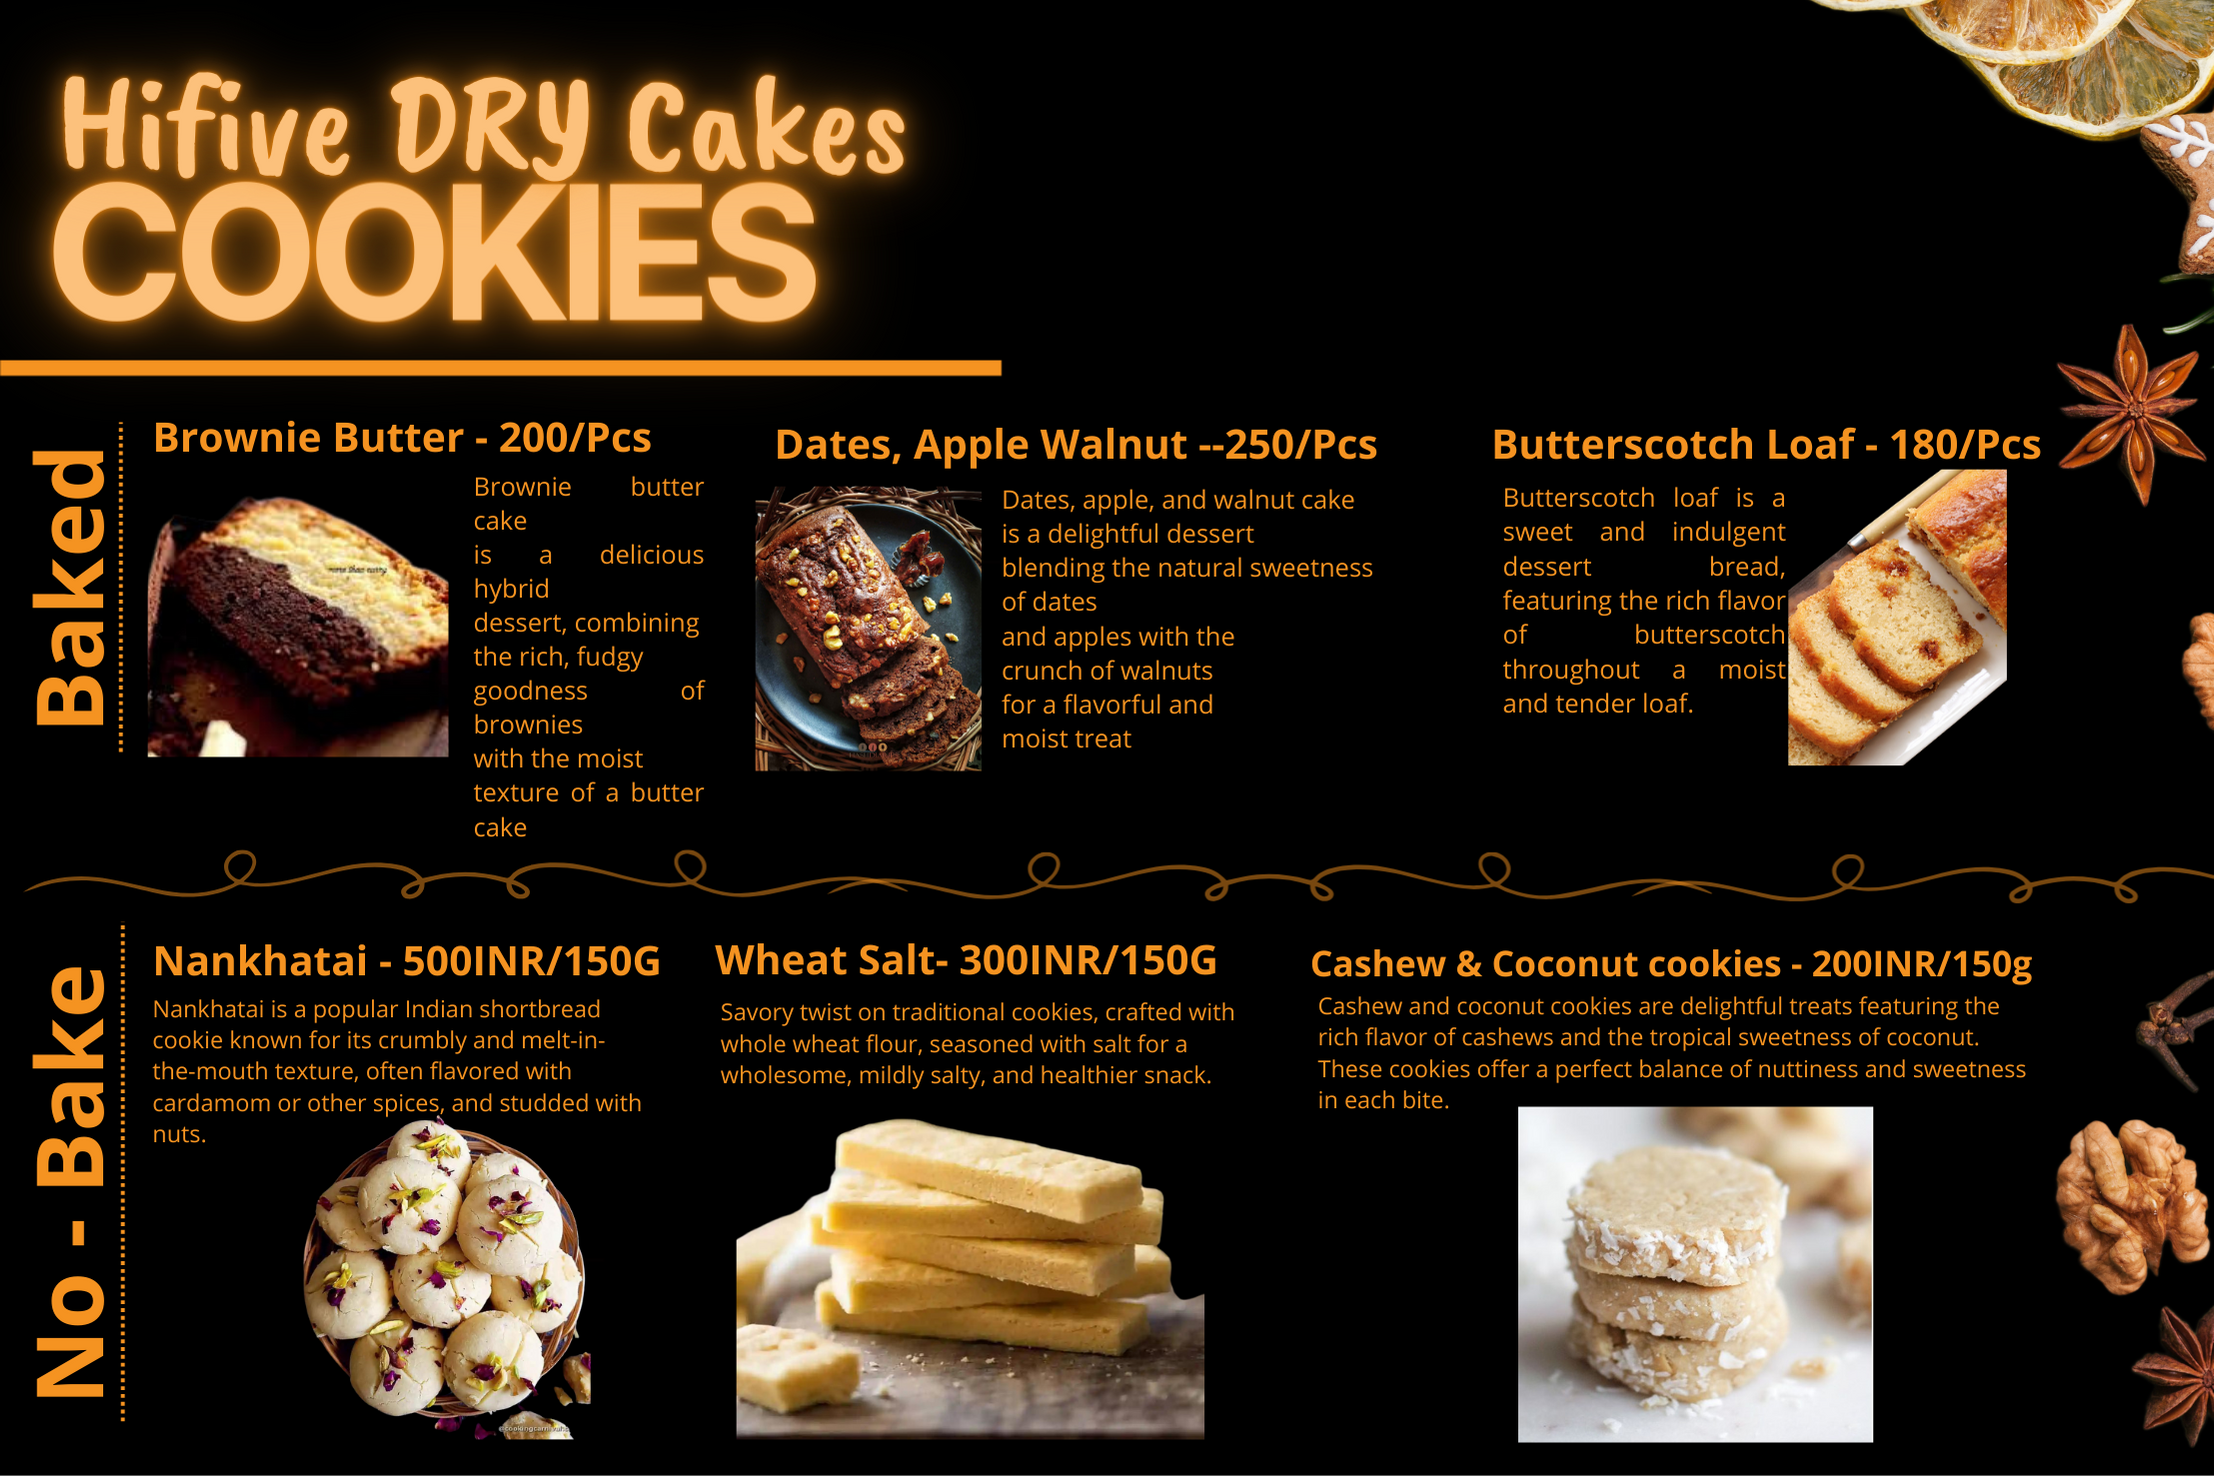 Hifive DRY Cakes
COOKIES
Baked
Brownie Butter - 200/Pcs
Brownie butter
cake
is a delicious
hybrid
dessert, combining
the rich, fudgy
goodness of
brownies
with the moist
texture of a butter
cake
Dates, Apple Walnut --250/Pcs
Dates, apple, and walnut cake
is a delightful dessert
blending the natural sweetness
of dates
and apples with the
crunch of walnuts
for a flavorful and
moist treat
Butterscotch Loaf - 180/Pcs
Butterscotch loaf is a
sweet and indulgent
dessert bread,
featuring the rich flavor
of butterscotch
throughout a moist
and tender loaf.
No - Bake
Nankhatai - 500INR/150G
Nankhatai is a popular Indian shortbread
cookie known for its crumbly and melt-in-
the-mouth texture, often flavored with
cardamom or other spices, and studded with
nuts.
Wheat Salt- 300INR/150G
Savory twist on traditional cookies, crafted with
whole wheat flour, seasoned with salt for a
wholesome, mildly salty, and healthier snack.
Cashew & Coconut cookies - 200INR/150g
Cashew and coconut cookies are delightful treats featuring the
rich flavor of cashews and the tropical sweetness of coconut.
These cookies offer a perfect balance of nuttiness and sweetness
in each bite.